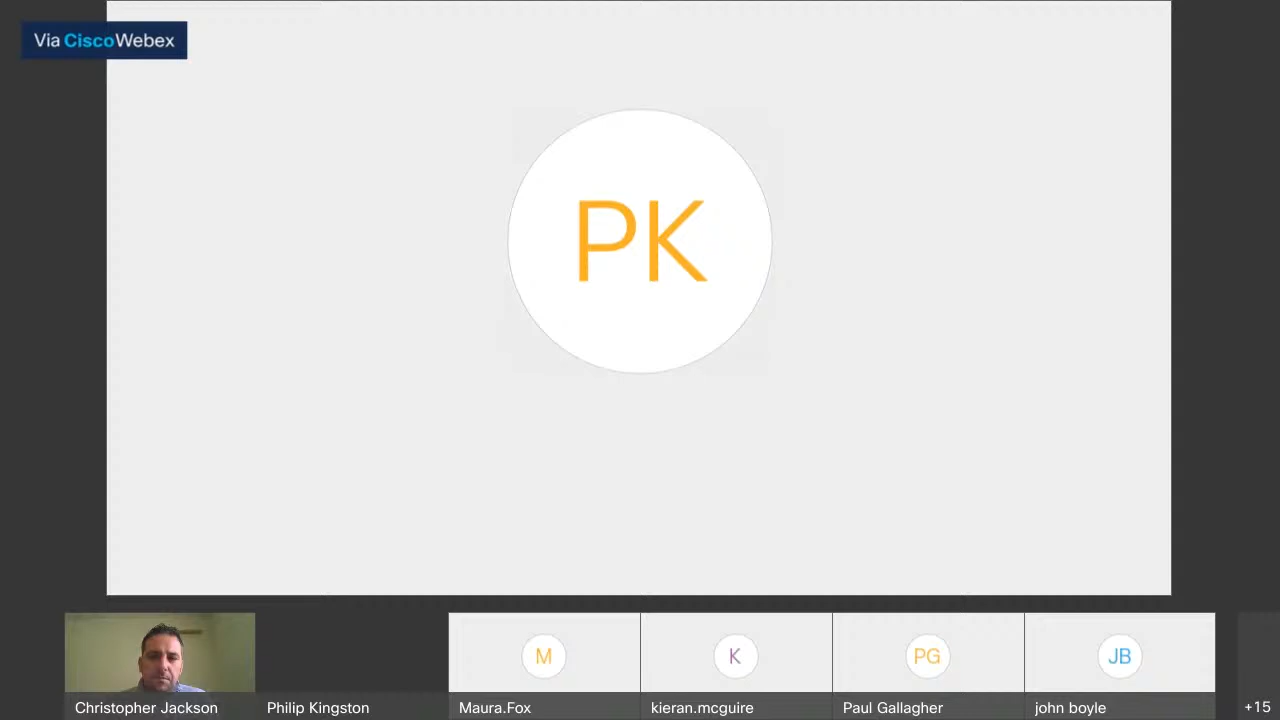 Via CiscoWebex
PK
M
K
PG
JB
Christopher Jackson
Philip Kingston
Maura.Fox
kieran.mcguire
Paul Gallagher
john boyle
+15